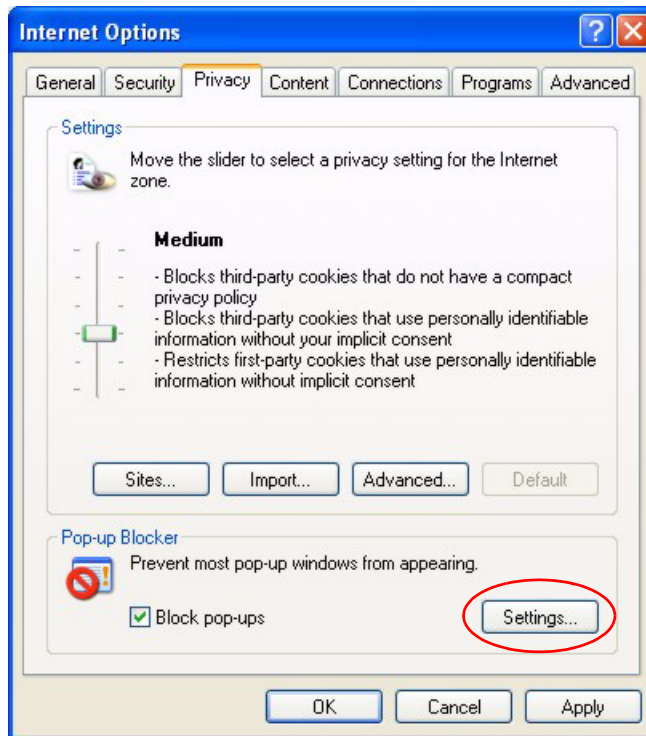 Internet Options
General Security Privacy Content Connections Programs Advanced
Settings
Move the slider to select a privacy setting for the Internet
zone.
Medium
- Blocks third-party cookies that do not have a compact
privacy policy
- Blocks third-party cookies that use personally identifiable
information without your implicit consent
- Restricts first-party cookies that use personally identifiable
information without implicit consent
Sites... Import... Advanced... Default
Pop-up Blocker
Prevent most pop-up windows from appearing.
Block pop-ups Settings...
OK Cancel Apply